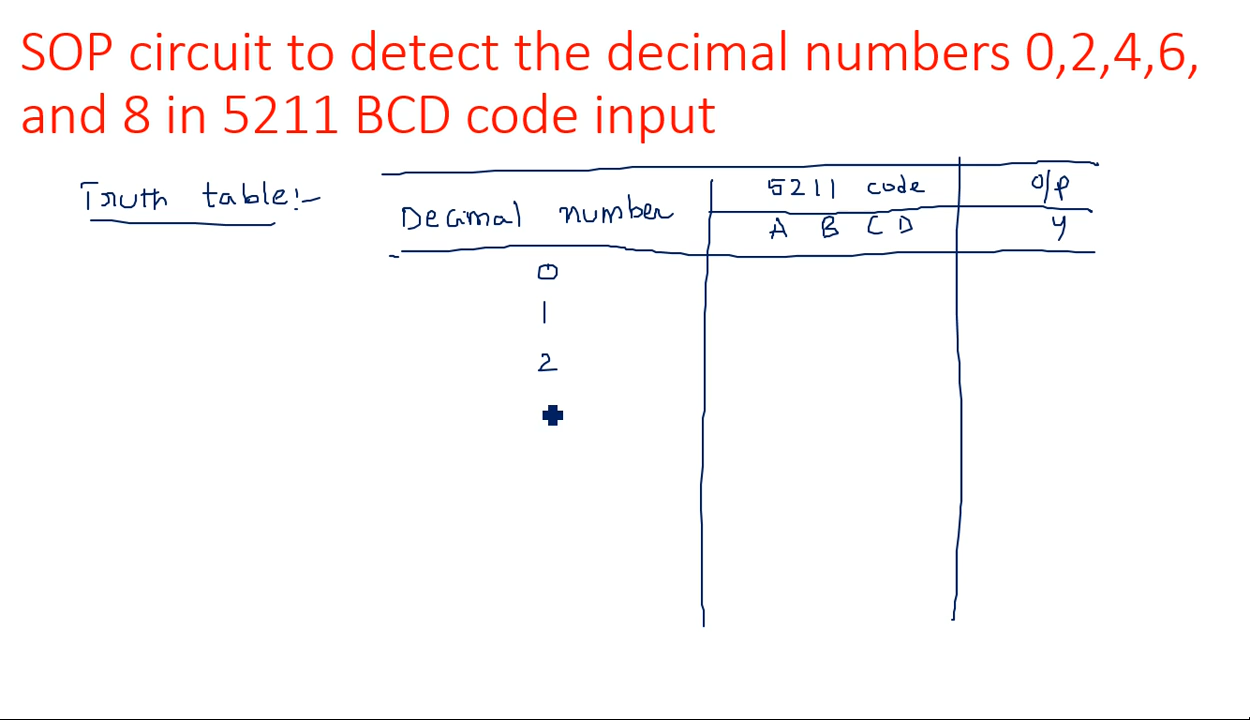 SOP circuit to detect the decimal numbers 0,2,4,6,
and 8 in 5211 BCD code input
Truth table:-
Decimal number
5211 code
O/P
A B C D
y
0
1
2